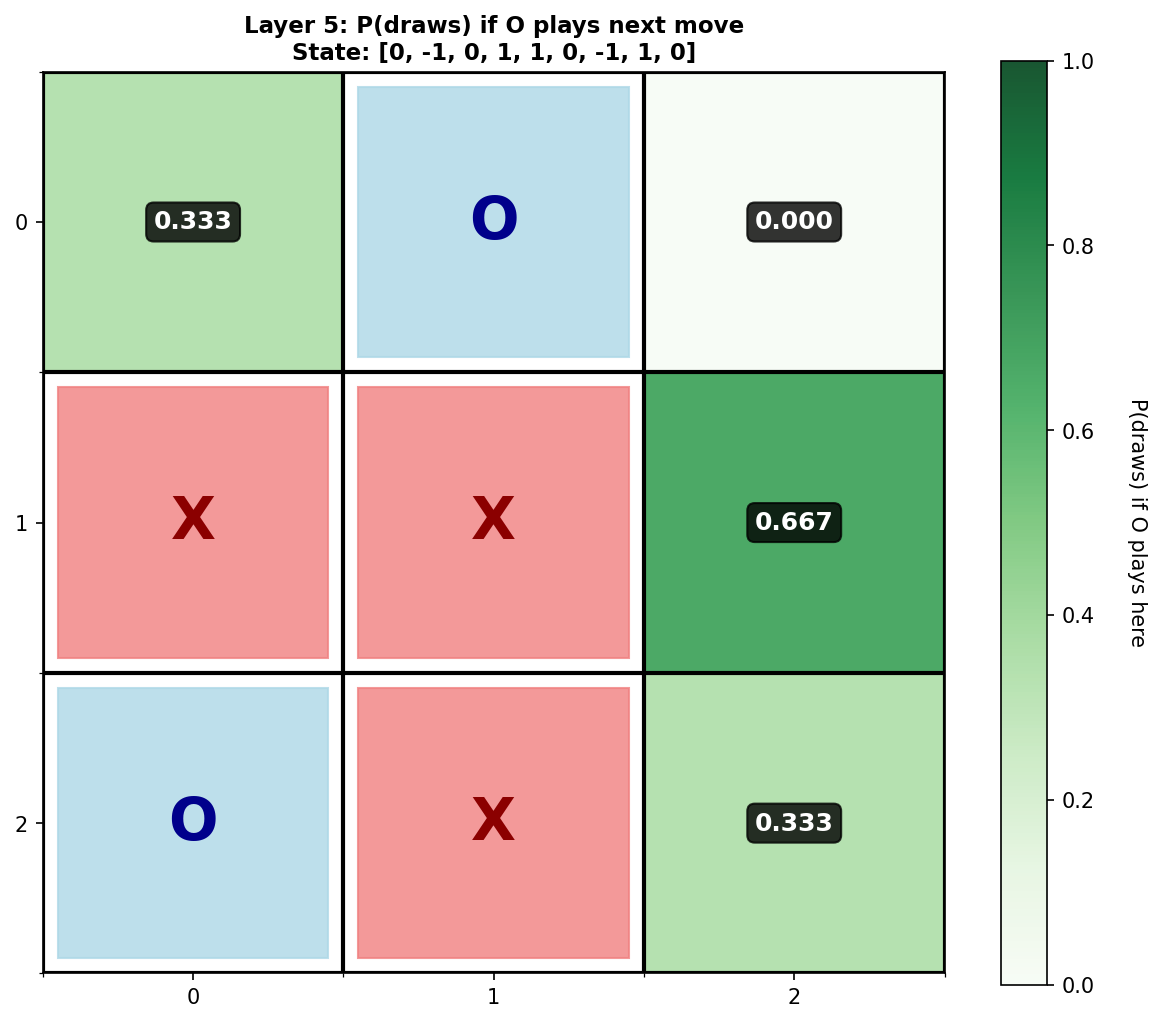 Layer 5: P(draws) if O plays next move
State: [0, -1, 0, 1, 1, 0, -1, 1, 0]
1.0
0.8
0.6
0.4
0.2
0.0
P(draws) if O plays here
0
0.333
O
0.000
1
X
X
0.667
2
O
X
0.333
0
1
2